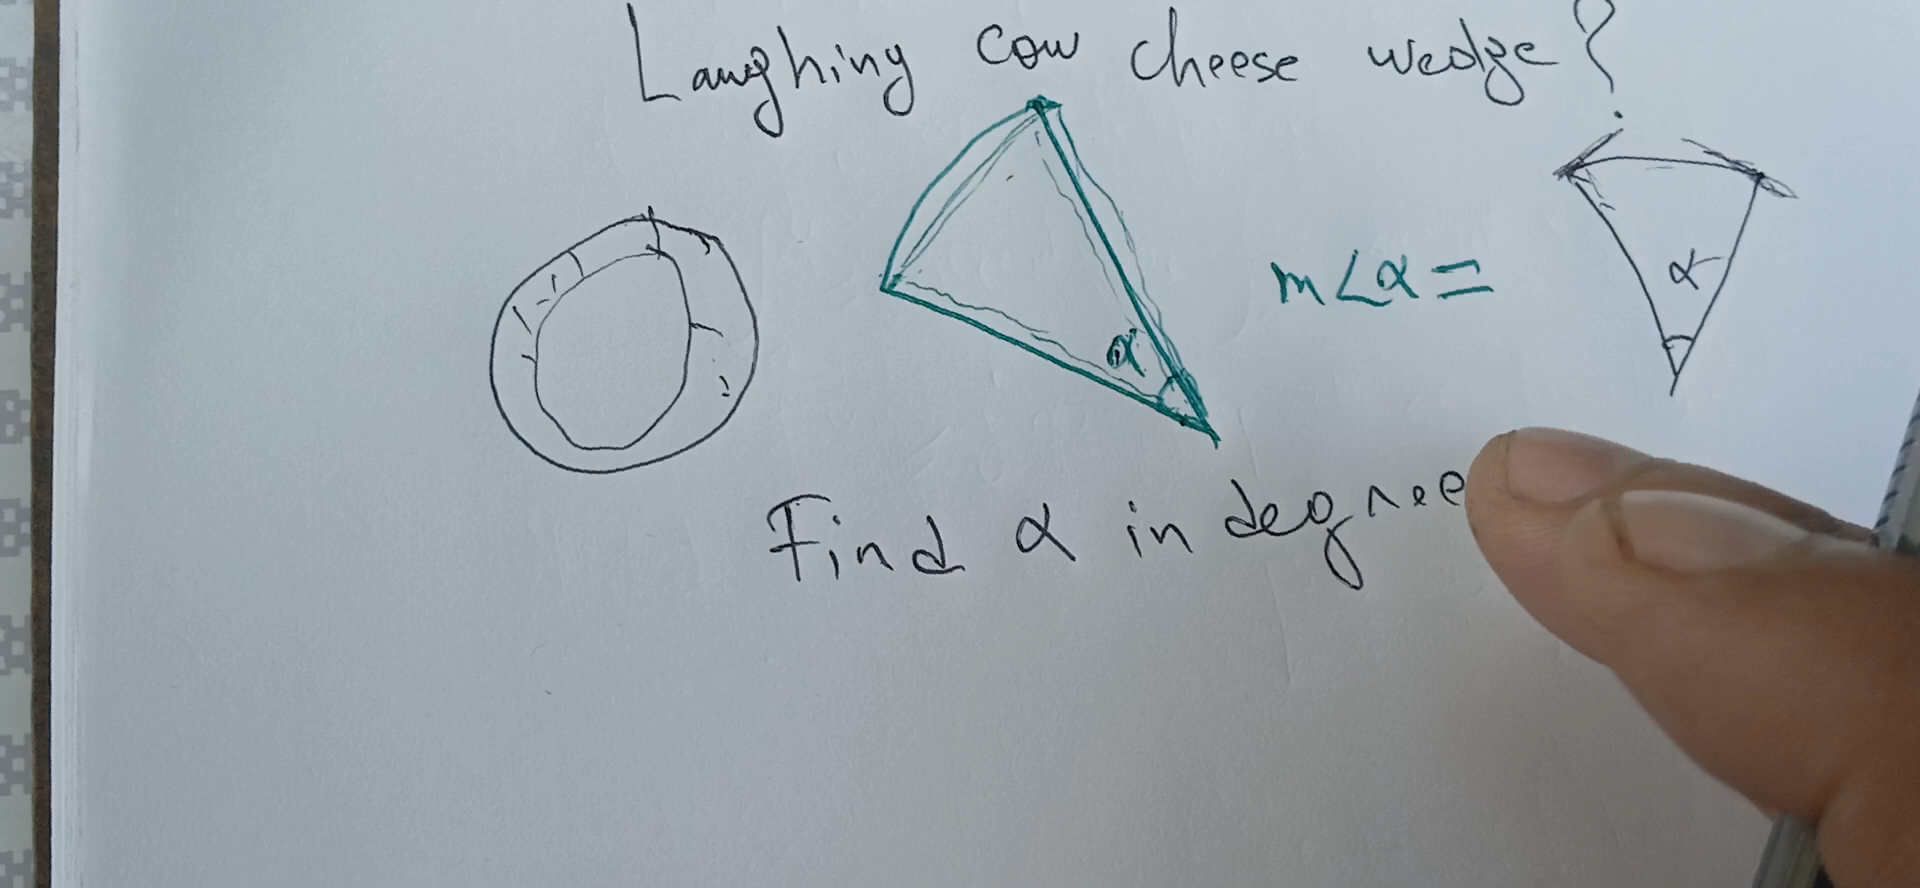 Laughing cow cheese wedge?
α
m∠α =
α
Find α in degree